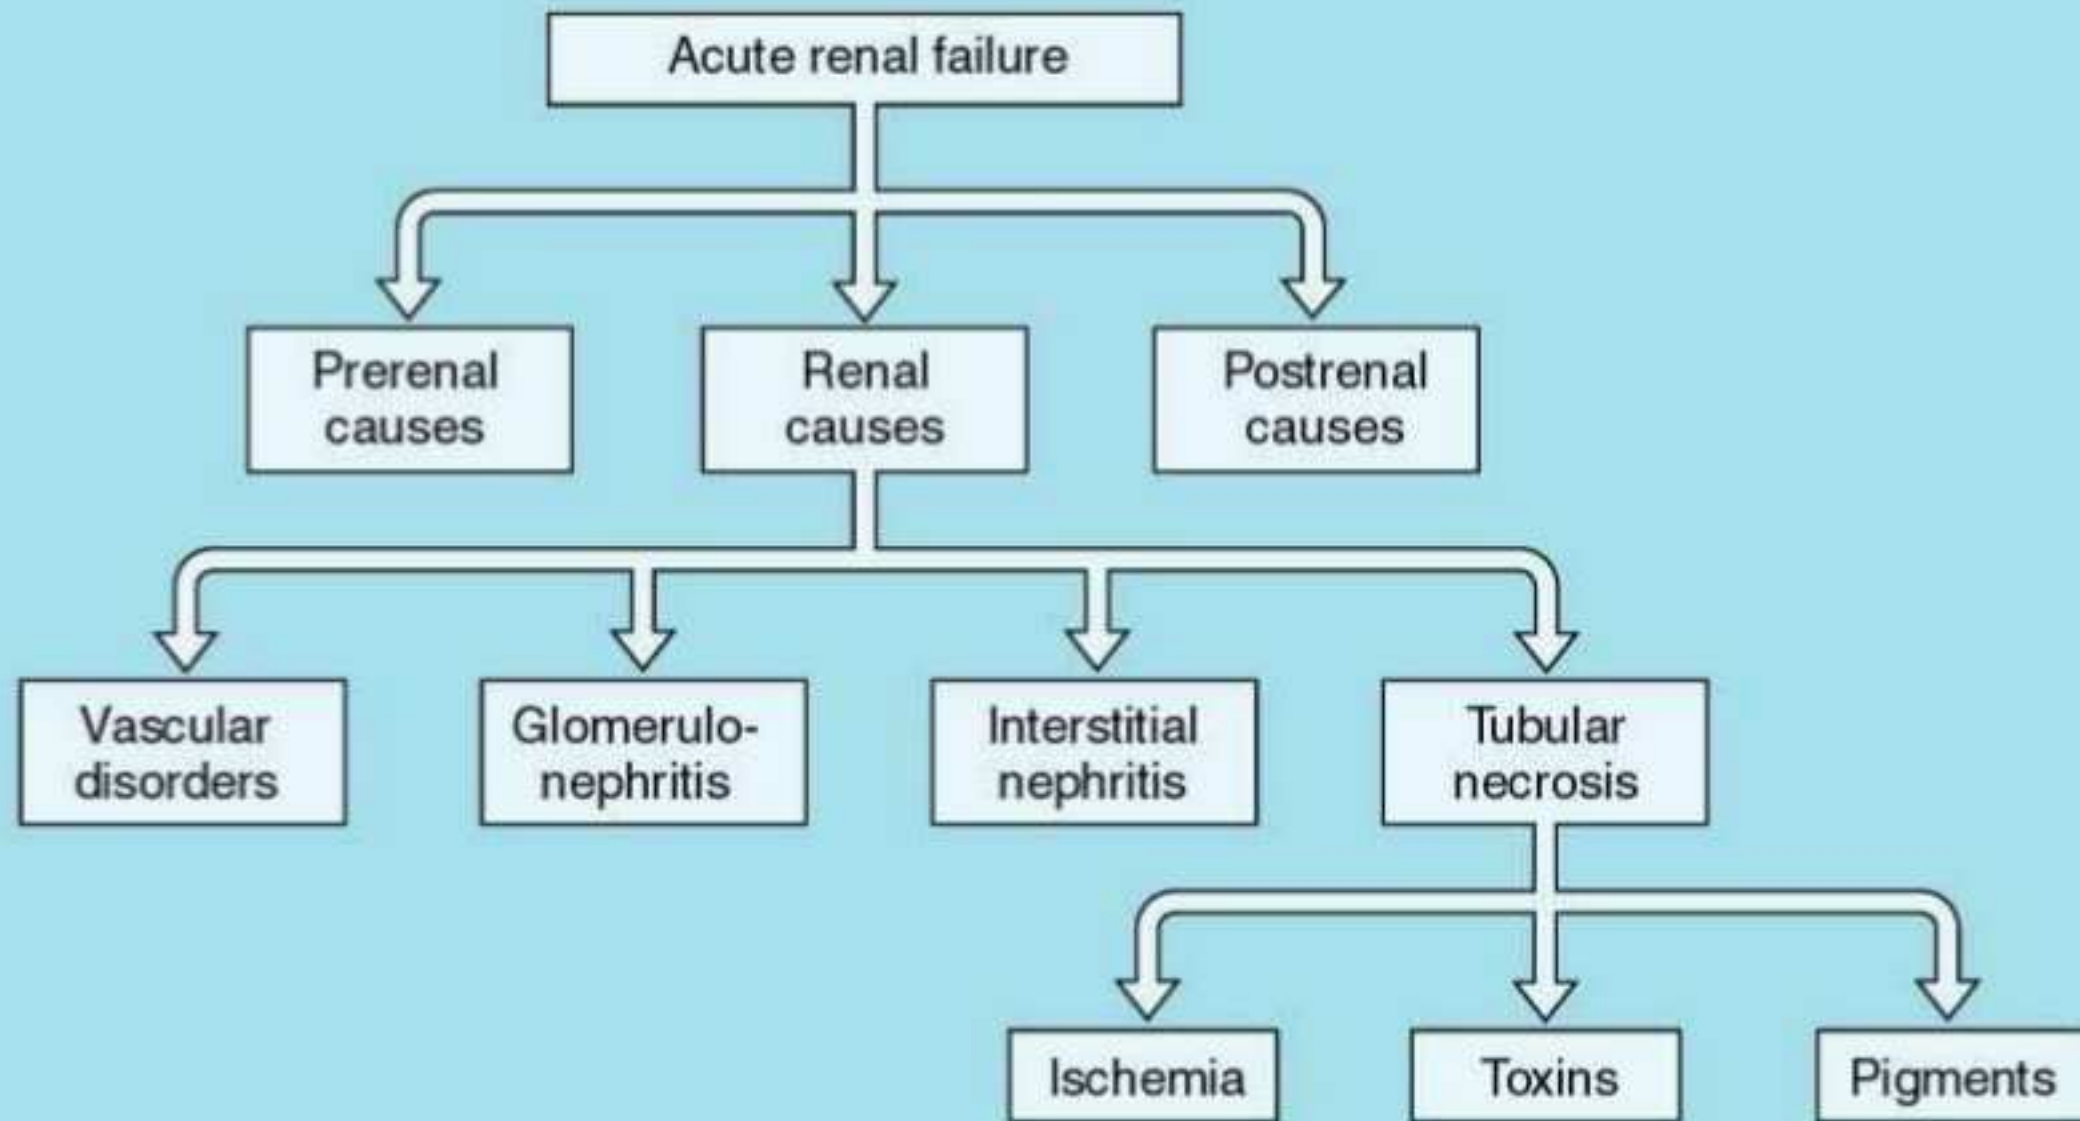 Acute renal failure
Prerenal
causes
Renal
causes
Postrenal
causes
Vascular
disorders
Glomerulo-
nephritis
Interstitial
nephritis
Tubular
necrosis
Ischemia
Toxins
Pigments